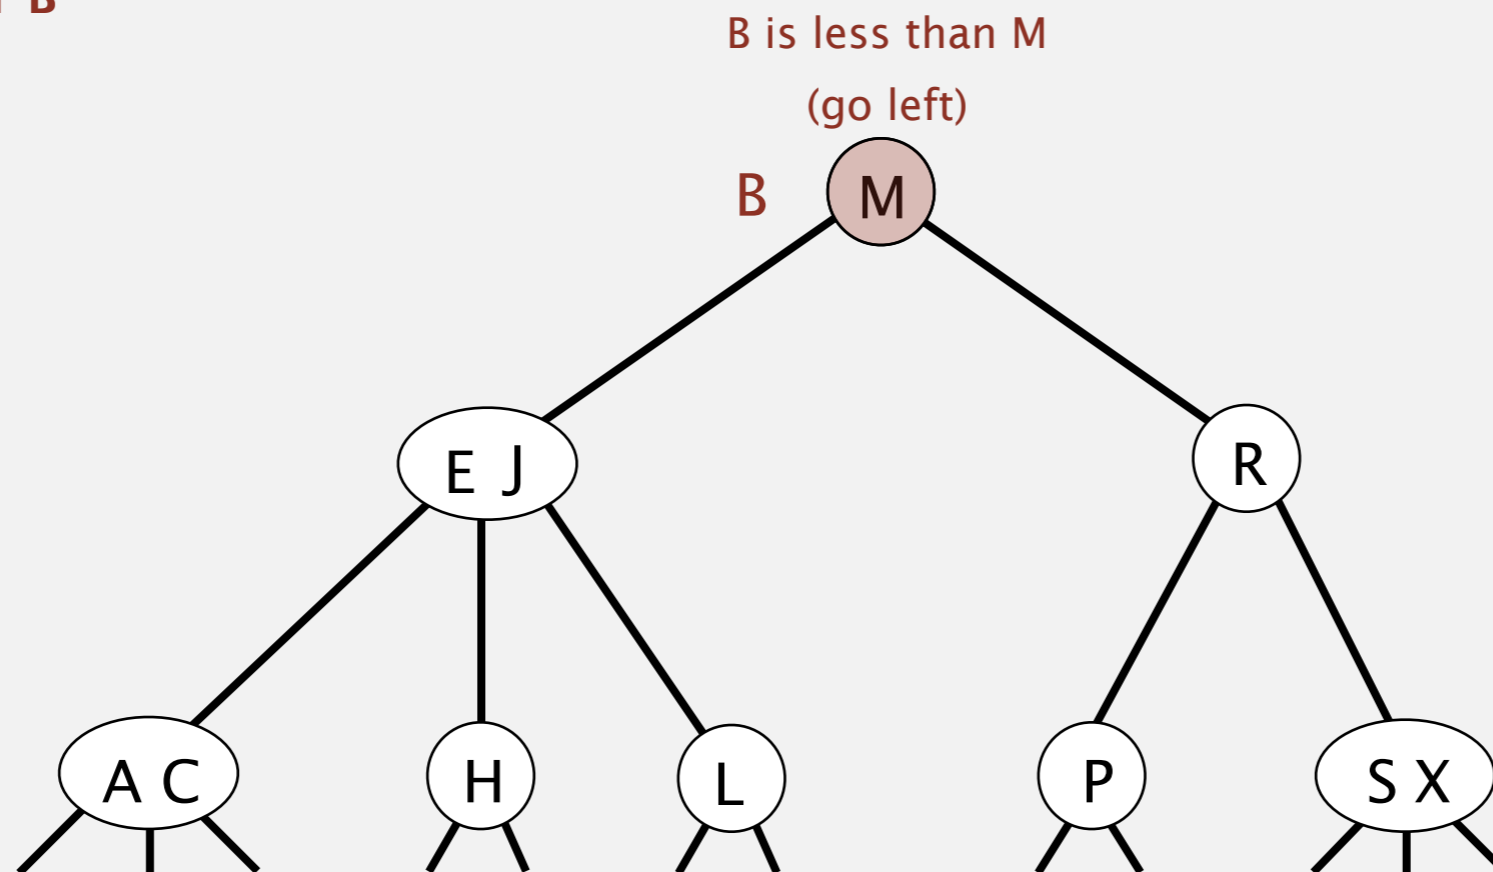 B
B is less than M
(go left)
B M
E J R
A C H L P S X